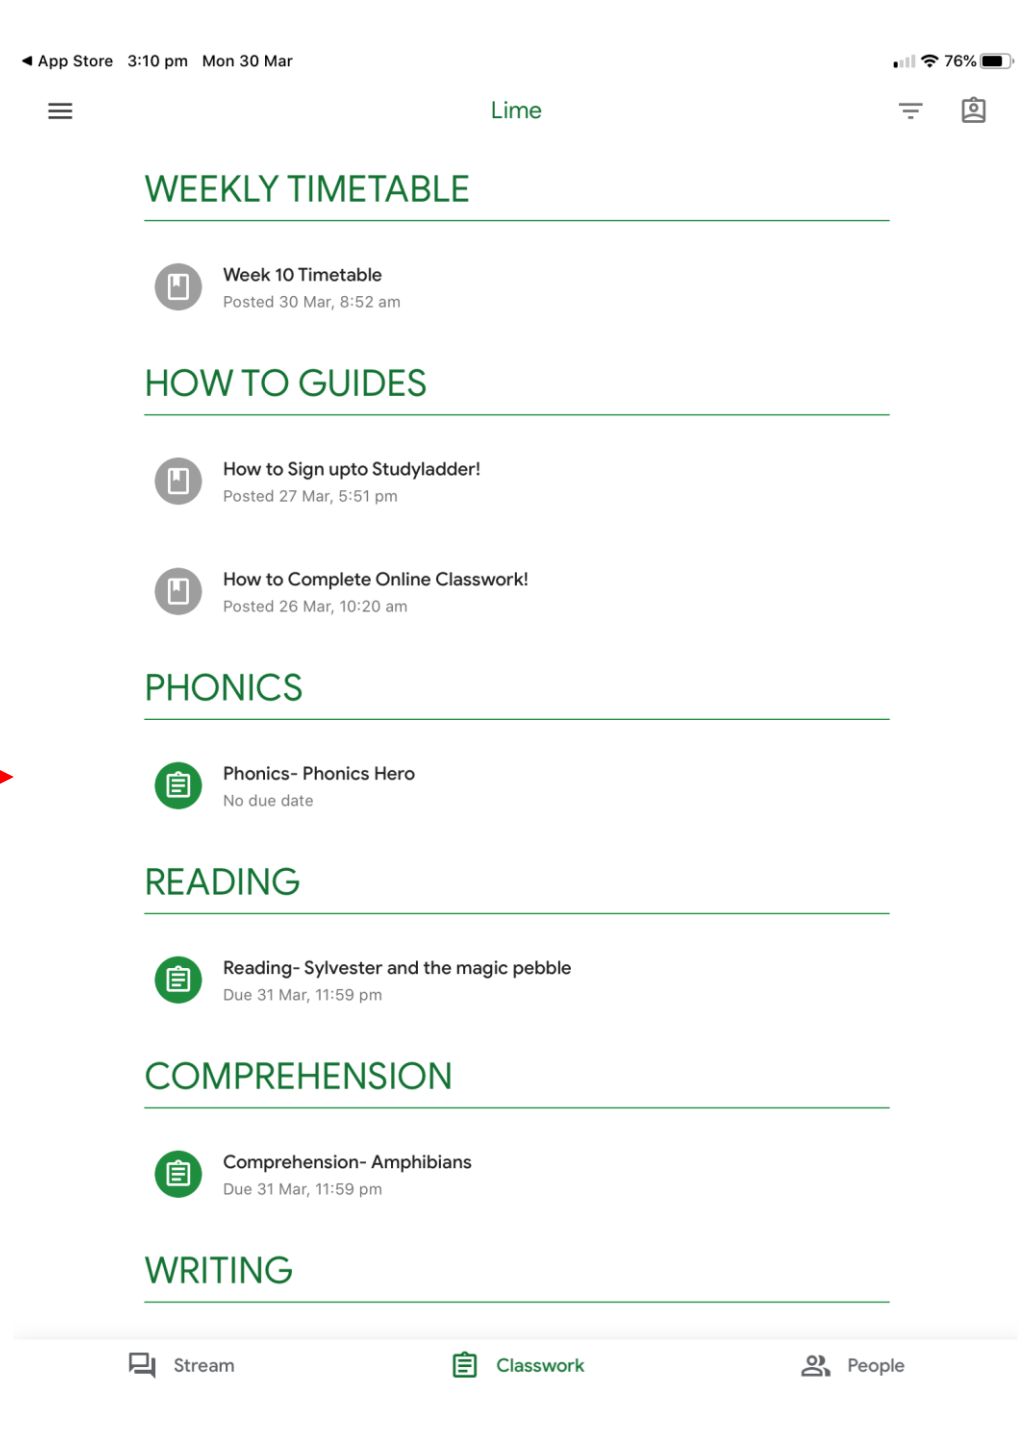 ◀ App Store 3:10 pm Mon 30 Mar 76%
Lime
WEEKLY TIMETABLE
Week 10 Timetable
Posted 30 Mar, 8:52 am
HOW TO GUIDES
How to Sign upto Studyladder!
Posted 27 Mar, 5:51 pm
How to Complete Online Classwork!
Posted 26 Mar, 10:20 am
PHONICS
Phonics- Phonics Hero
No due date
READING
Reading- Sylvester and the magic pebble
Due 31 Mar, 11:59 pm
COMPREHENSION
Comprehension- Amphibians
Due 31 Mar, 11:59 pm
WRITING
Stream Classwork People